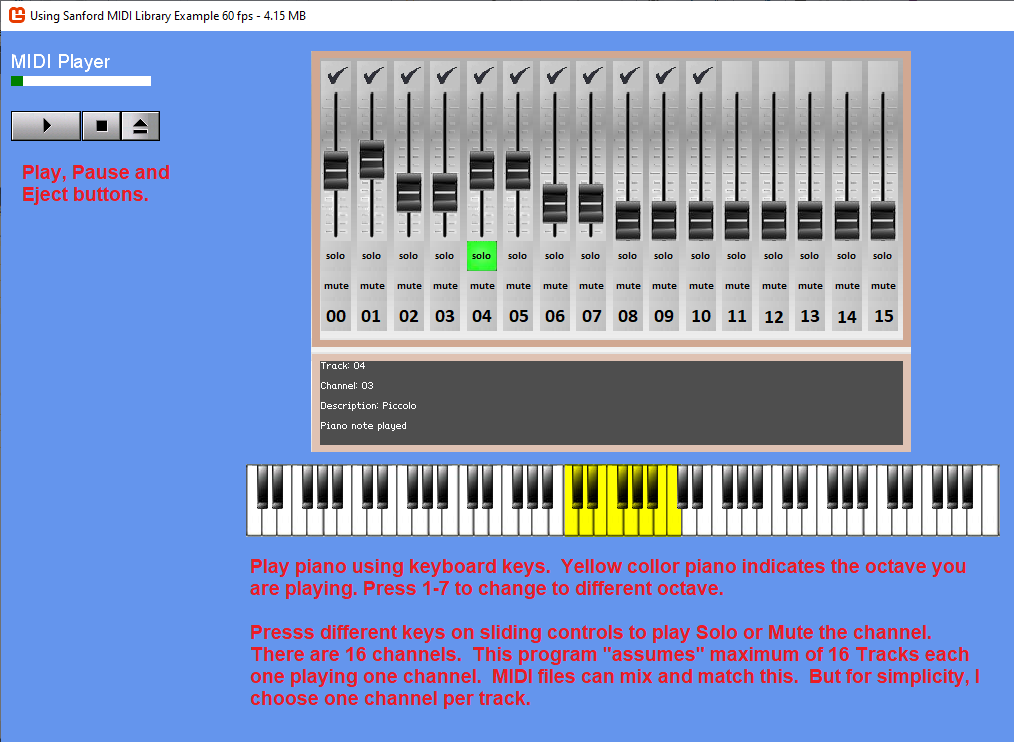 Using Sanford MIDI Library Example 60 fps - 4.15 MB
MIDI Player
Play, Pause and
Eject buttons.
solo solo solo solo solo solo solo solo solo solo solo solo solo solo solo solo
mute mute mute mute mute mute mute mute mute mute mute mute mute mute mute mute
00 01 02 03 04 05 06 07 08 09 10 11 12 13 14 15
Track: 04
Channel: 03
Description: Piccolo
Piano note played
Play piano using keyboard keys.  Yellow collor piano indicates the octave you
are playing. Press 1-7 to change to different octave.
Presss different keys on sliding controls to play Solo or Mute the channel.
There are 16 channels.  This program "assumes" maximum of 16 Tracks each
one playing one channel.  MIDI files can mix and match this.  But for simplicity, I
choose one channel per track.